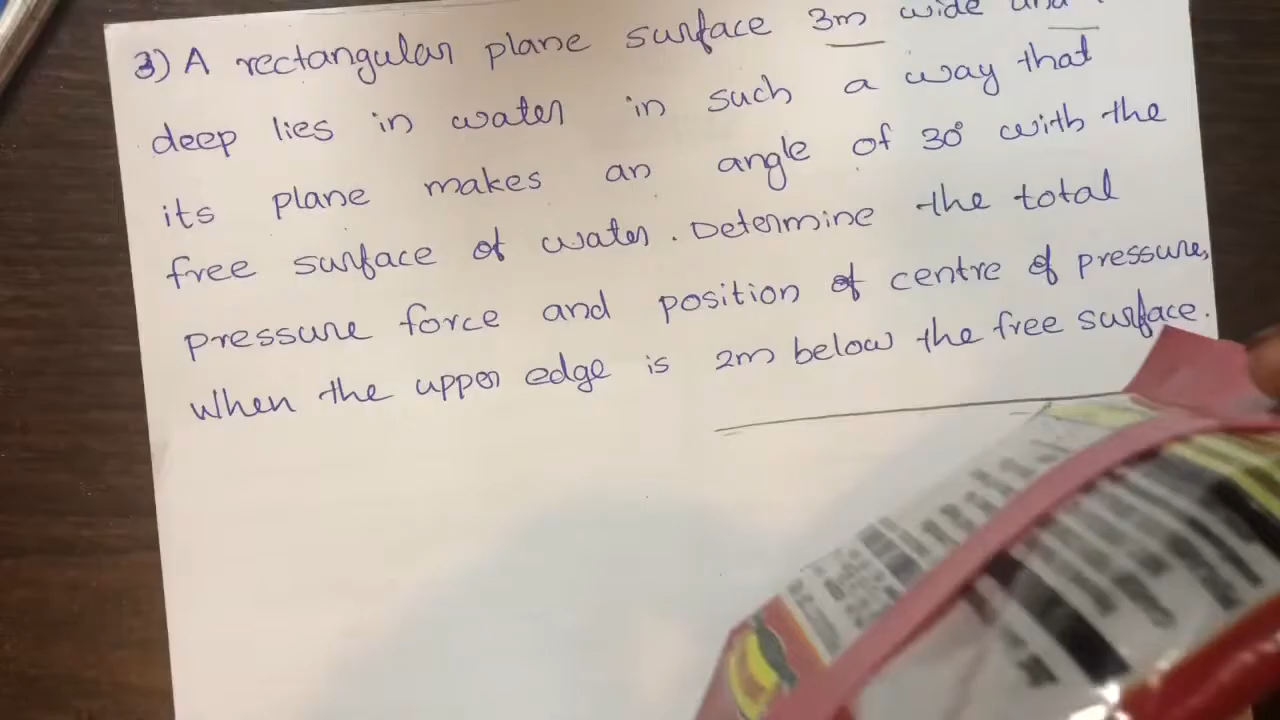 3) A rectangular plane surface 3m wide and
deep lies in water in such a way that
its plane makes an angle of 30° with the
free surface of water. Determine the total
pressure force and position of centre of pressure,
when the upper edge is 2m below the free surface.